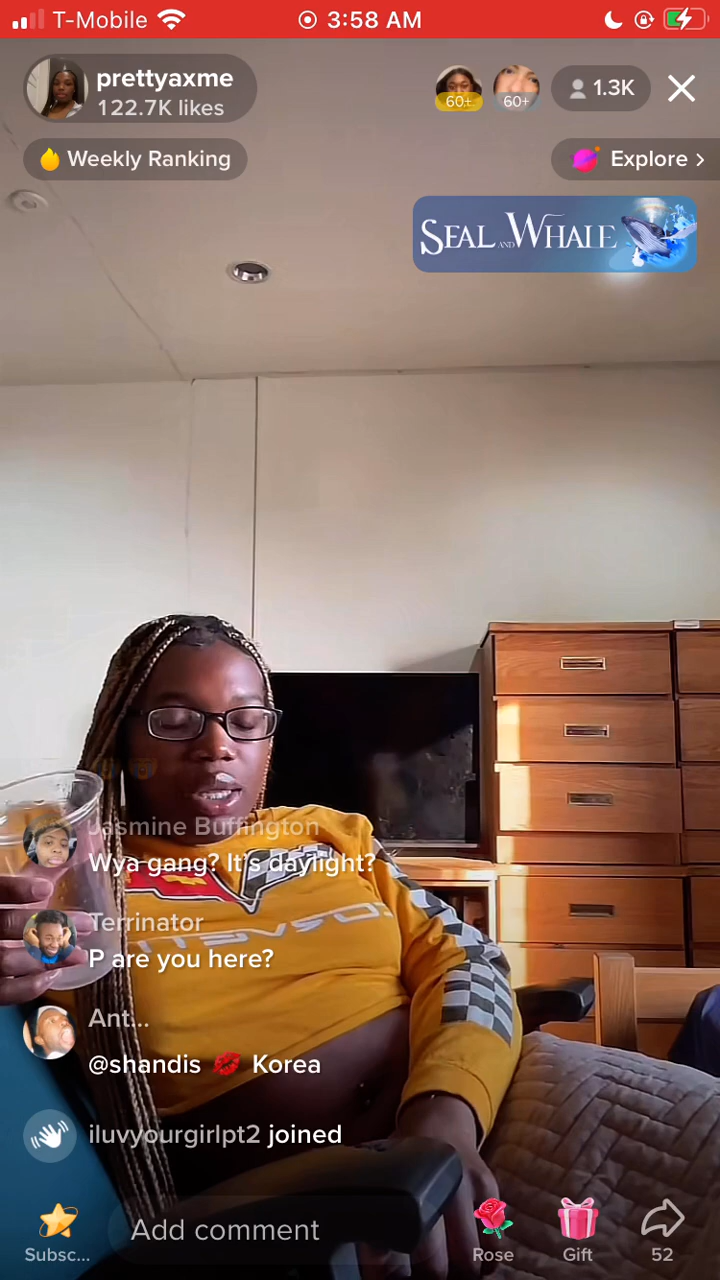 T-Mobile
3:58 AM
prettyaxme
122.7K likes
60+
60+
1.3K
Weekly Ranking
Explore
SEAL AND WHALE
Jasmine Buffington
Wya gang? It's daylight?
Terrinator
P are you here?
Ant...
@shandis 💋 Korea
iluvyourgirlpt2 joined
Subsc...
Add comment
Rose
Gift
52